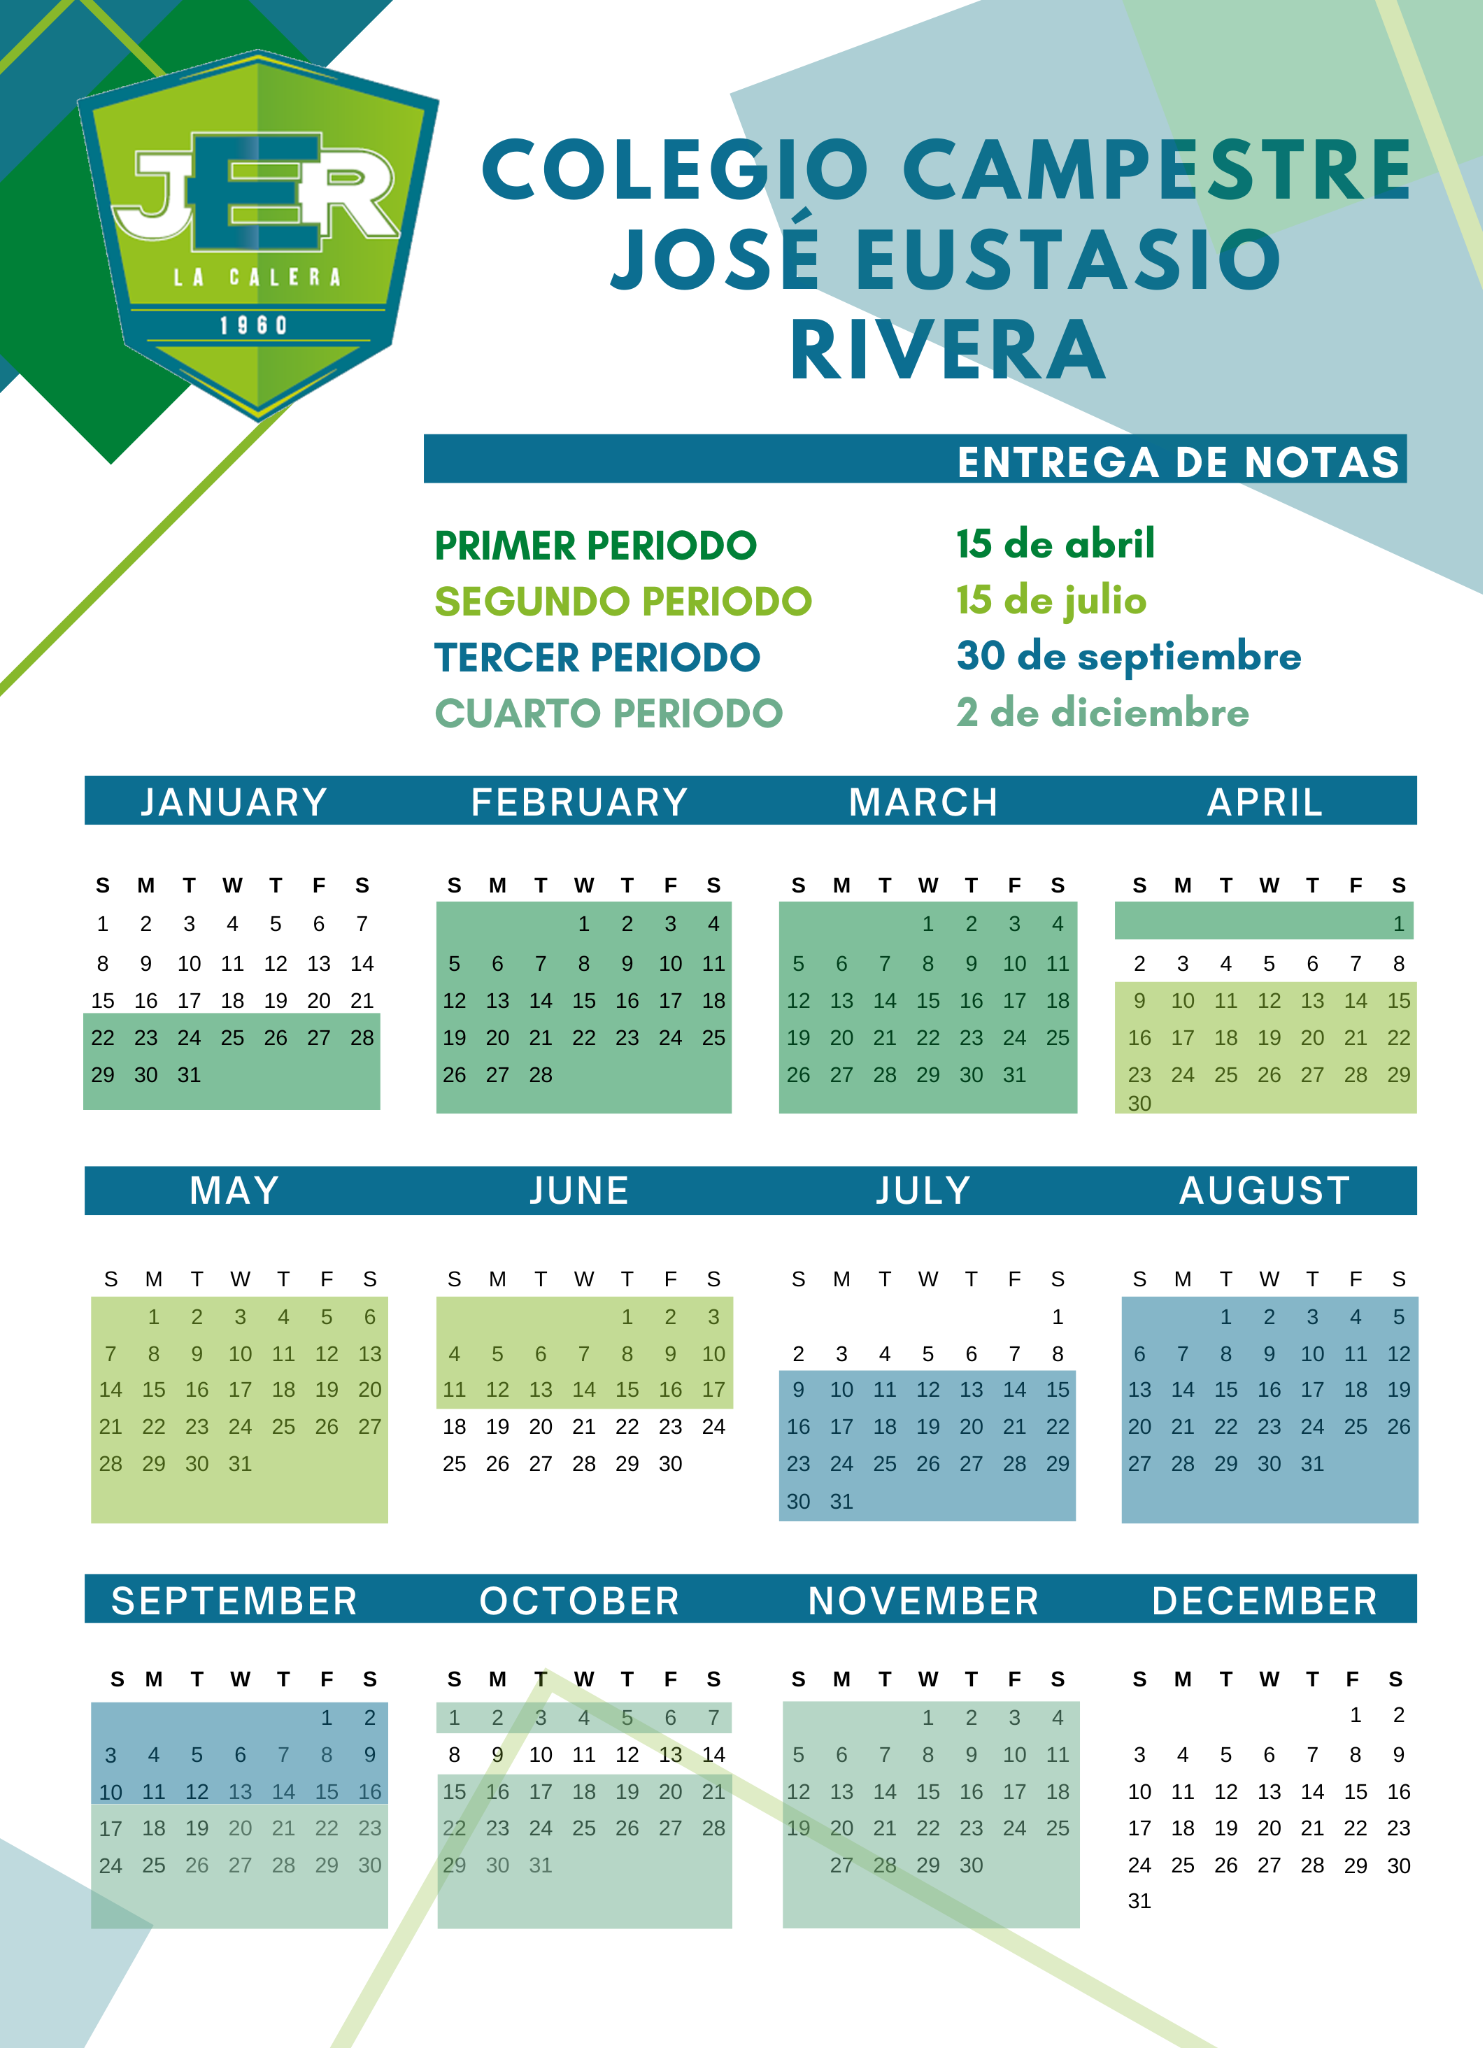 JER
LA CALERA
1960
COLEGIO CAMPESTRE
JOSÉ EUSTASIO
RIVERA
ENTREGA DE NOTAS
PRIMER PERIODO 15 de abril
SEGUNDO PERIODO 15 de julio
TERCER PERIODO 30 de septiembre
CUARTO PERIODO 2 de diciembre
JANUARY FEBRUARY MARCH APRIL
S M T W T F S
1 2 3 4 5 6 7
8 9 10 11 12 13 14
15 16 17 18 19 20 21
22 23 24 25 26 27 28
29 30 31
S M T W T F S
1 2 3 4
5 6 7 8 9 10 11
12 13 14 15 16 17 18
19 20 21 22 23 24 25
26 27 28
S M T W T F S
1 2 3 4
5 6 7 8 9 10 11
12 13 14 15 16 17 18
19 20 21 22 23 24 25
26 27 28 29 30 31
S M T W T F S
1
2 3 4 5 6 7 8
9 10 11 12 13 14 15
16 17 18 19 20 21 22
23 24 25 26 27 28 29
30
MAY JUNE JULY AUGUST
S M T W T F S
1 2 3 4 5 6
7 8 9 10 11 12 13
14 15 16 17 18 19 20
21 22 23 24 25 26 27
28 29 30 31
S M T W T F S
1 2 3
4 5 6 7 8 9 10
11 12 13 14 15 16 17
18 19 20 21 22 23 24
25 26 27 28 29 30
S M T W T F S
1
2 3 4 5 6 7 8
9 10 11 12 13 14 15
16 17 18 19 20 21 22
23 24 25 26 27 28 29
30 31
S M T W T F S
1 2 3 4 5
6 7 8 9 10 11 12
13 14 15 16 17 18 19
20 21 22 23 24 25 26
27 28 29 30 31
SEPTEMBER OCTOBER NOVEMBER DECEMBER
S M T W T F S
1 2
3 4 5 6 7 8 9
10 11 12 13 14 15 16
17 18 19 20 21 22 23
24 25 26 27 28 29 30
S M T W T F S
1 2 3 4 5 6 7
8 9 10 11 12 13 14
15 16 17 18 19 20 21
22 23 24 25 26 27 28
29 30 31
S M T W T F S
1 2 3 4
5 6 7 8 9 10 11
12 13 14 15 16 17 18
19 20 21 22 23 24 25
27 28 29 30
S M T W T F S
1 2
3 4 5 6 7 8 9
10 11 12 13 14 15 16
17 18 19 20 21 22 23
24 25 26 27 28 29 30
31